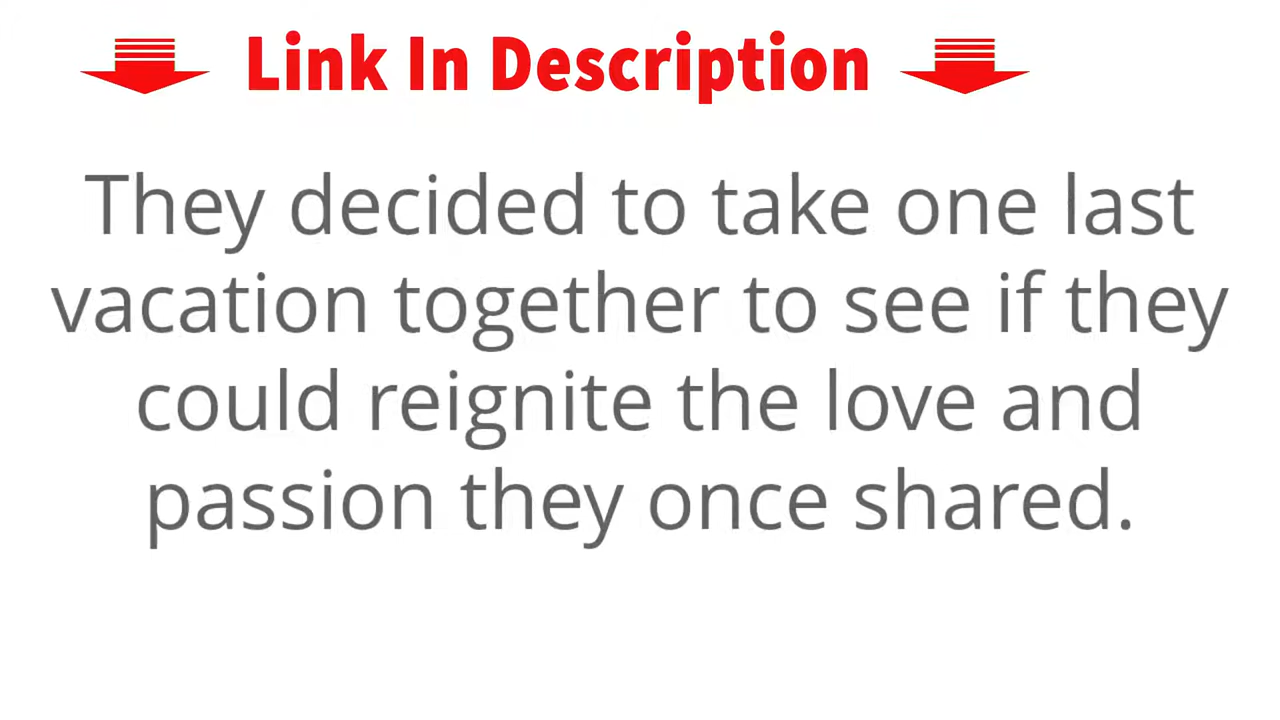 Link In Description
They decided to take one last
vacation together to see if they
could reignite the love and
passion they once shared.